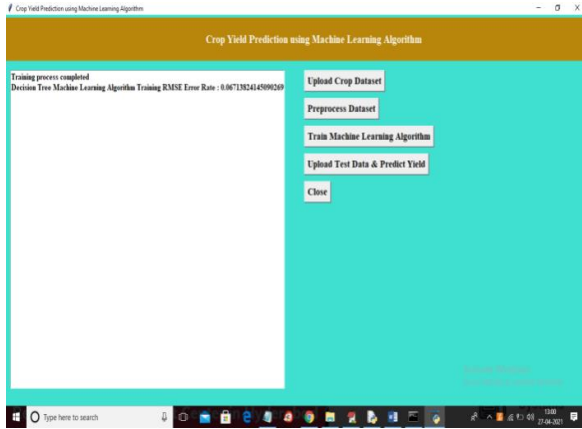 Crop Yield Prediction using Machine Learning Algorithm
Crop Yield Prediction using Machine Learning Algorithm
Training process completed
Decision Tree Machine Learning Algorithm Training RMSE Error Rate : 0.06713824145090269
Upload Crop Dataset
Preprocess Dataset
Train Machine Learning Algorithm
Upload Test Data & Predict Yield
Close
Type here to search
13:00
27-04-2021